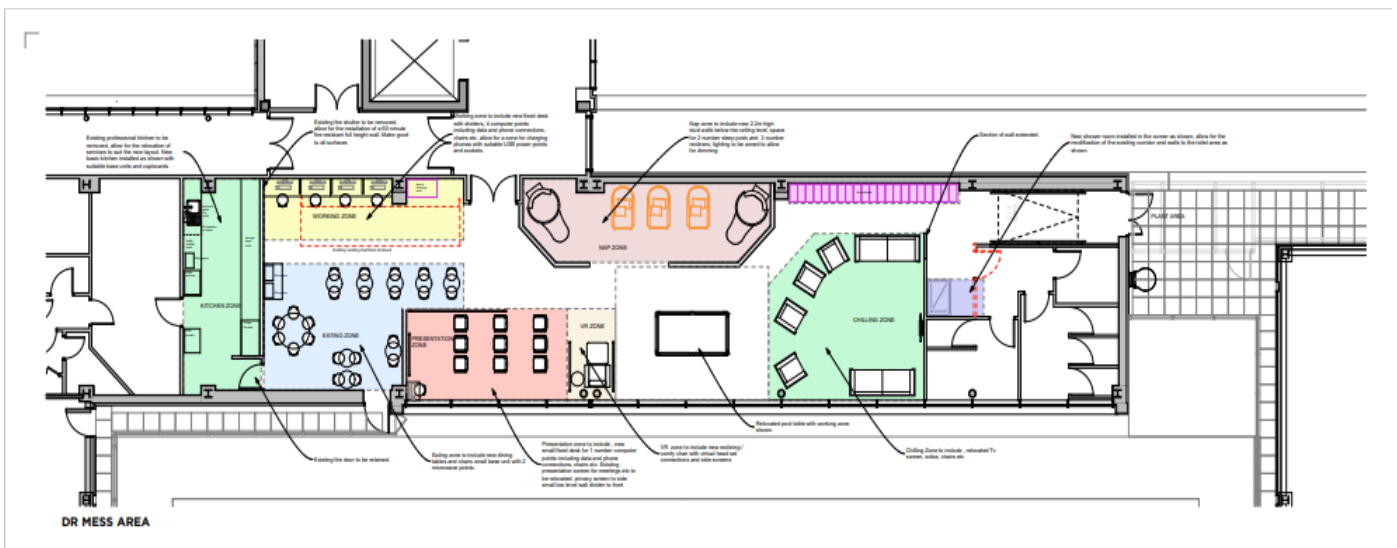 Existing professional kitchen to be
removed, allow for the relocation of
services to suit the new layout. New
basic kitchen installed as shown with
suitable base units and cupboards
Existing fire shutter to be removed,
allow for the installation of a 60 minute
fire resistant full height wall. Make good
to all surfaces
Working zone to include new fixed desk
with dividers, 4 computer points
including data and phone connections,
chairs etc. allow for a zone for charging
phones with suitable USB power points
and sockets.
Nap zone to include new 2.2m high
stud walls below the ceiling level, space
for 2 number sleep pods and 3 number
recliners, lighting to be zoned to allow
for dimming
Section of wall extended.
New shower room installed in the corner as shown, allow for the
modification of the existing corridor and walls to the toilet area as
shown.
WORKING ZONE
NAP ZONE
PLANT AREA
KITCHEN ZONE
EATING ZONE
PRESENTATION
ZONE
VR ZONE
CHILLING ZONE
Existing fire door to be retained.
Eating zone to include new dining
tables and chairs small base unit with 2
microwave points.
Presentation zone to include , new
small fixed desk for 1 number computer
points including data and phone
connections, chairs etc. Existing
presentation screen for meetings etc to
be relocated. privacy screen to side
small low level wall divider to front
VR zone to include new reclining /
comfy chair with virtual head set
connections and side screens
Relocated pool table with working zone
shown.
Chilling Zone to include , relocated Tv
screen, sofas, chairs etc
DR MESS AREA